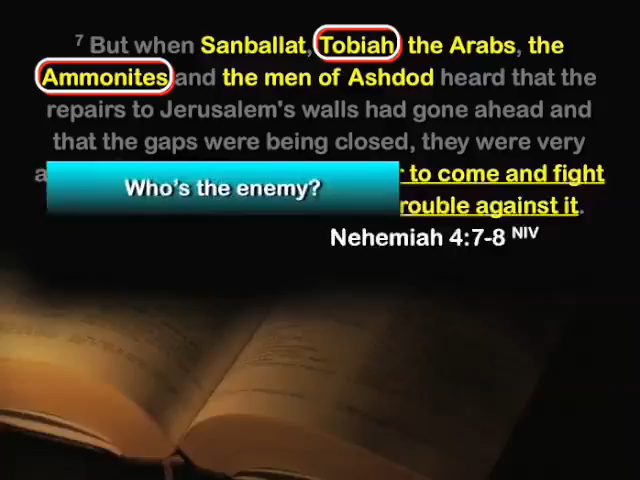 7 But when Sanballat, Tobiah, the Arabs, the
Ammonites and the men of Ashdod heard that the
repairs to Jerusalem's walls had gone ahead and
that the gaps were being closed, they were very
to come and fight
Who's the enemy?
against it.
Nehemiah 4:7-8 NIV